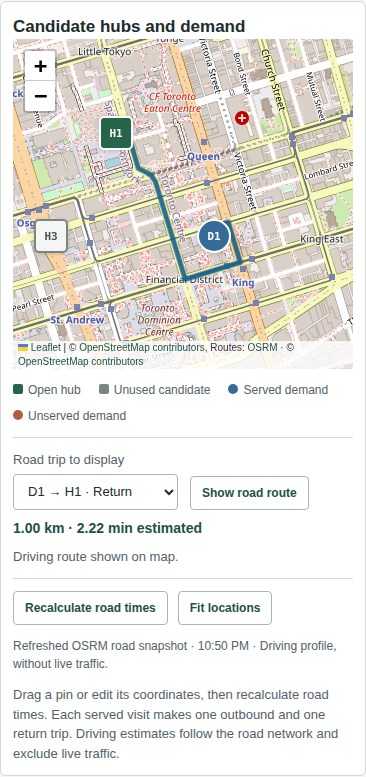 Candidate hubs and demand
Little Tokyo
Yonge
+
−
CF Toronto
Eaton Centre
Victoria Street
Bond Street
Church Street
Mutual Street
H1
Queen
Victoria Street
Lombard Stre
H3
D1
King East
Financial District
King
Pearl Street
St. Andrew
Toronto
Dominion
Centre
Leaflet | © OpenStreetMap contributors, Routes: OSRM · ©
OpenStreetMap contributors
Open hub
Unused candidate
Served demand
Unserved demand
Road trip to display
D1 → H1 · Return
Show road route
1.00 km · 2.22 min estimated
Driving route shown on map.
Recalculate road times
Fit locations
Refreshed OSRM road snapshot · 10:50 PM · Driving profile,
without live traffic.
Drag a pin or edit its coordinates, then recalculate road
times. Each served visit makes one outbound and one
return trip. Driving estimates follow the road network and
exclude live traffic.